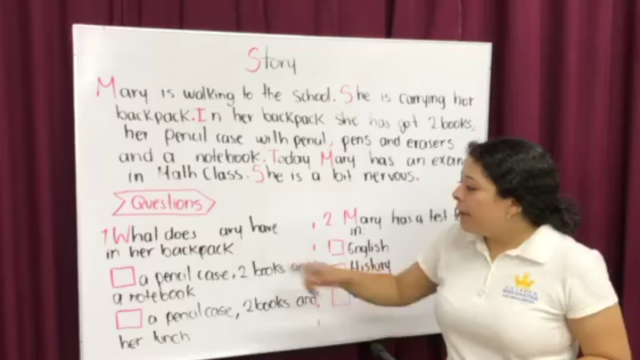 Story
Mary is walking to the school. She is carrying her
backpack. In her backpack she has got 2 books,
her pencil case with pencil, pens and erasers
and a notebook. Today Mary has an exam
in Math Class. She is a bit nervous.
Questions
1. What does ary have
in her backpack
a pencil case, 2 books an
a notebook
a pencil case, 2 books and
her lunch
2. Mary has a test
in:
English
History